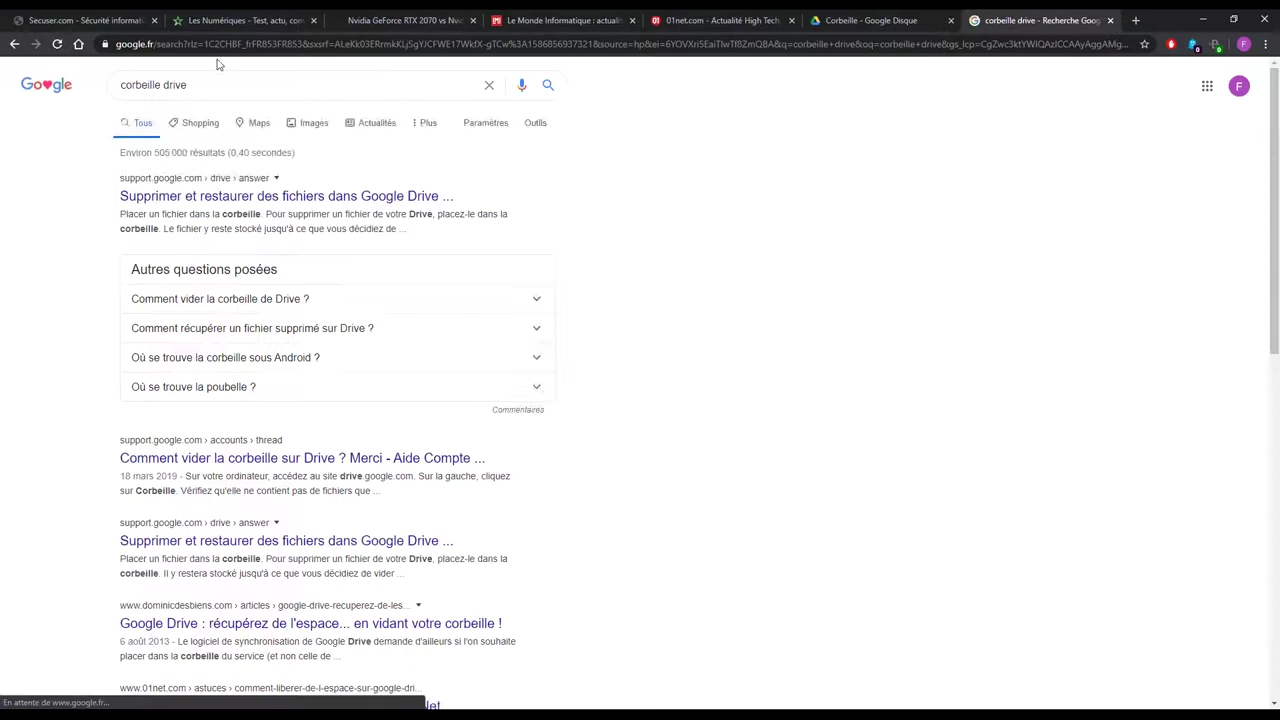 Secuser.com - Sécurité informati
Les Numériques - Test, actu, com
Nvidia GeForce RTX 2070 vs Nvid
Le Monde Informatique : actualit
01net.com - Actualité High Tech
Corbeille - Google Disque
corbeille drive - Recherche Goog
Google
corbeille drive
F
F
Tous
Shopping
Maps
Images
Actualités
Plus
Paramètres
Outils
Environ 505 000 résultats (0,40 secondes)
support.google.com › drive › answer
Supprimer et restaurer des fichiers dans Google Drive ...
Placer un fichier dans la corbeille. Pour supprimer un fichier de votre Drive, placez-le dans la
corbeille. Le fichier y reste stocké jusqu'à ce que vous décidiez de ...
Autres questions posées
Comment vider la corbeille de Drive ?
Comment récupérer un fichier supprimé sur Drive ?
Où se trouve la corbeille sous Android ?
Où se trouve la poubelle ?
Commentaires
support.google.com › accounts › thread
Comment vider la corbeille sur Drive ? Merci - Aide Compte ...
18 mars 2019 - Sur votre ordinateur, accédez au site drive.google.com. Sur la gauche, cliquez
sur Corbeille. Vérifiez qu'elle ne contient pas de fichiers que ...
support.google.com › drive › answer
Supprimer et restaurer des fichiers dans Google Drive ...
Placer un fichier dans la corbeille. Pour supprimer un fichier de votre Drive, placez-le dans la
corbeille. Il y restera stocké jusqu'à ce que vous décidiez de vider ...
www.dominicdesbiens.com › articles › google-drive-recuperez-de-les...
Google Drive : récupérez de l'espace... en vidant votre corbeille !
6 août 2013 - Le logiciel de synchronisation de Google Drive demande d'ailleurs si l'on souhaite
placer dans la corbeille du service (et non celle de ...
www.01net.com › astuces › comment-liberer-de-l-espace-sur-google-dri...
En attente de www.google.fr...